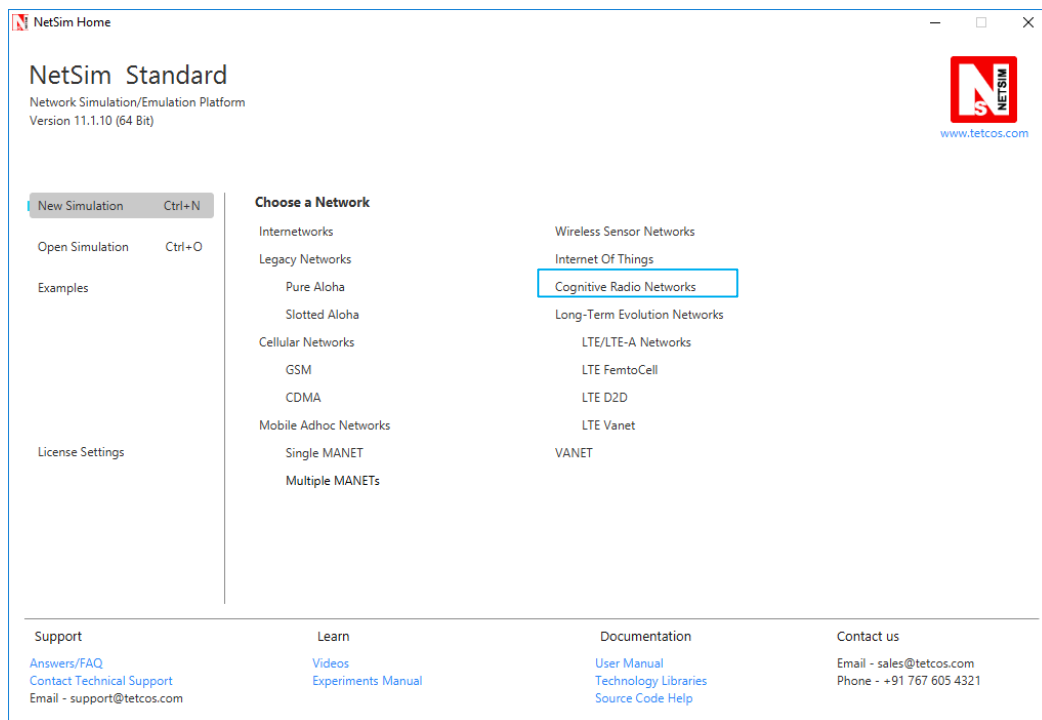 NetSim Home
NetSim Standard
Network Simulation/Emulation Platform
Version 11.1.10 (64 Bit)
NS NETSIM
www.tetcos.com
New Simulation Ctrl+N
Open Simulation Ctrl+O
Examples
License Settings
Choose a Network
Internetworks
Legacy Networks
Pure Aloha
Slotted Aloha
Cellular Networks
GSM
CDMA
Mobile Adhoc Networks
Single MANET
Multiple MANETs
Wireless Sensor Networks
Internet Of Things
Cognitive Radio Networks
Long-Term Evolution Networks
LTE/LTE-A Networks
LTE FemtoCell
LTE D2D
LTE Vanet
VANET
Support
Answers/FAQ
Contact Technical Support
Email - support@tetcos.com
Learn
Videos
Experiments Manual
Documentation
User Manual
Technology Libraries
Source Code Help
Contact us
Email - sales@tetcos.com
Phone - +91 767 605 4321